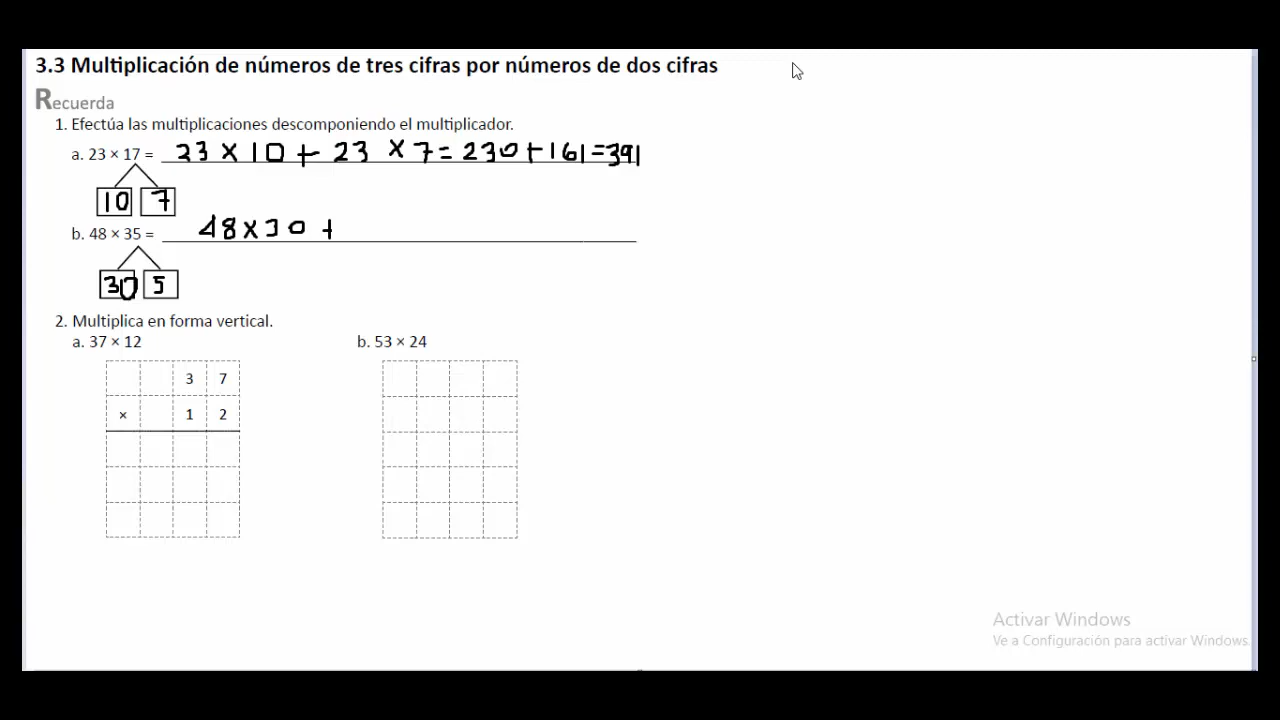 3.3 Multiplicación de números de tres cifras por números de dos cifras
Recuerda
1. Efectúa las multiplicaciones descomponiendo el multiplicador.
a. 23 × 17 = 23 × 10 + 23 × 7 = 230 + 161 = 391
10 7
b. 48 × 35 = 48 × 30 +
30 5
2. Multiplica en forma vertical.
a. 37 × 12 b. 53 × 24
3 7
× 1 2
Activar Windows
Ve a Configuración para activar Windows.